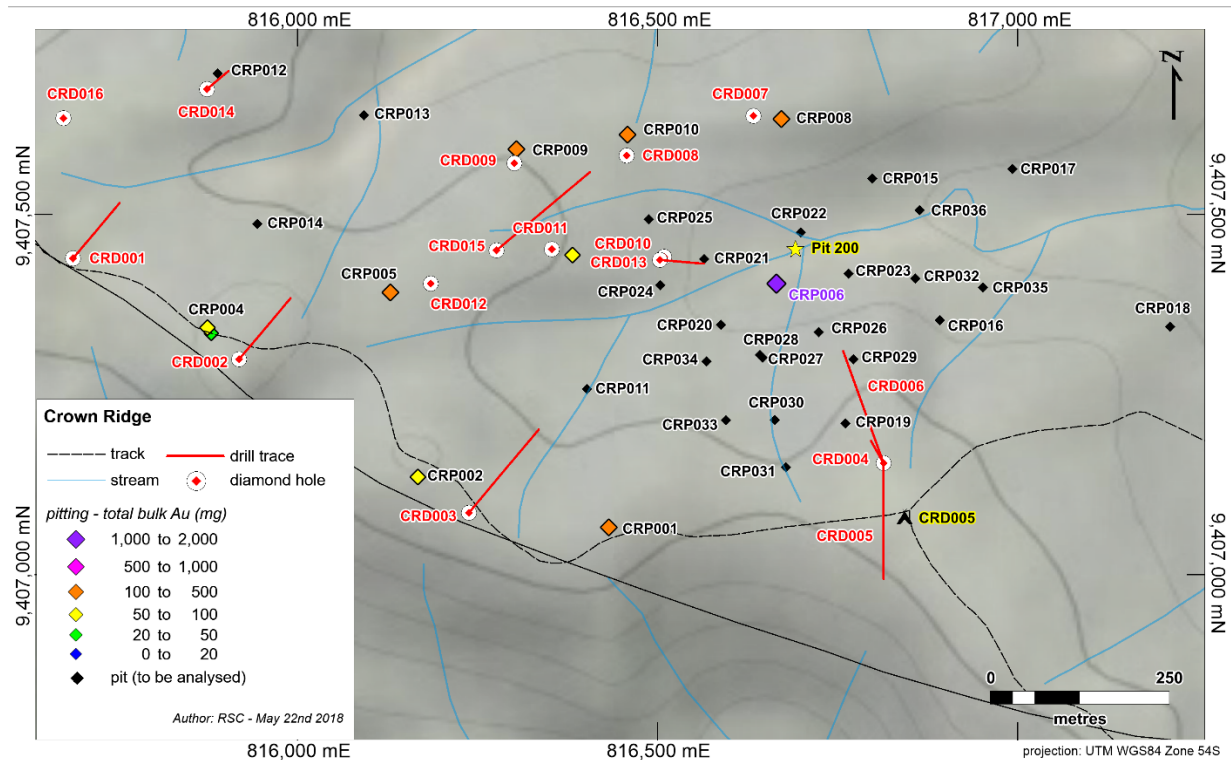 816,000 mE
816,500 mE
817,000 mE
CRP012
CRD016
CRD014
CRP013
CRD007
CRP008
CRP010
CRD008
CRP009
CRD009
N
9,407,500 mN
9,407,500 mN
CRP017
CRP015
CRP036
CRP014
CRP025
CRP022
CRD011
CRD015
CRD010
CRD013
Pit 200
CRD001
CRP021
CRP005
CRD012
CRP024
CRP006
CRP023
CRP032
CRP035
CRP004
CRP018
CRP020
CRP016
CRP026
CRP028
CRP027
CRD002
CRP034
CRP029
CRP011
CRD006
CRP033
CRP030
CRP019
CRP031
CRD004
CRP002
CRD003
CRP001
CRD005
CRD005
9,407,000 mN
9,407,000 mN
Crown Ridge
track
drill trace
stream
diamond hole
pitting - total bulk Au (mg)
1,000 to 2,000
500 to 1,000
100 to 500
50 to 100
20 to 50
0 to 20
pit (to be analysed)
Author: RSC - May 22nd 2018
0 250
metres
816,000 mE
816,500 mE
817,000 mE
projection: UTM WGS84 Zone 54S